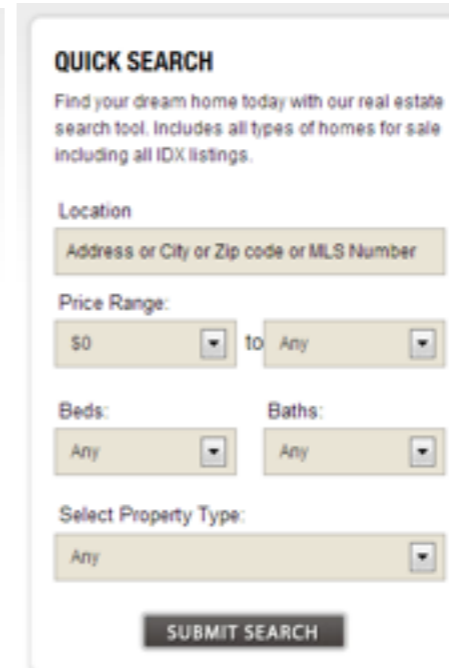 QUICK SEARCH
Find your dream home today with our real estate
search tool. Includes all types of homes for sale
including all IDX listings.
Location
Address or City or Zip code or MLS Number
Price Range:
$0 to Any
Beds: Baths:
Any Any
Select Property Type:
Any
SUBMIT SEARCH